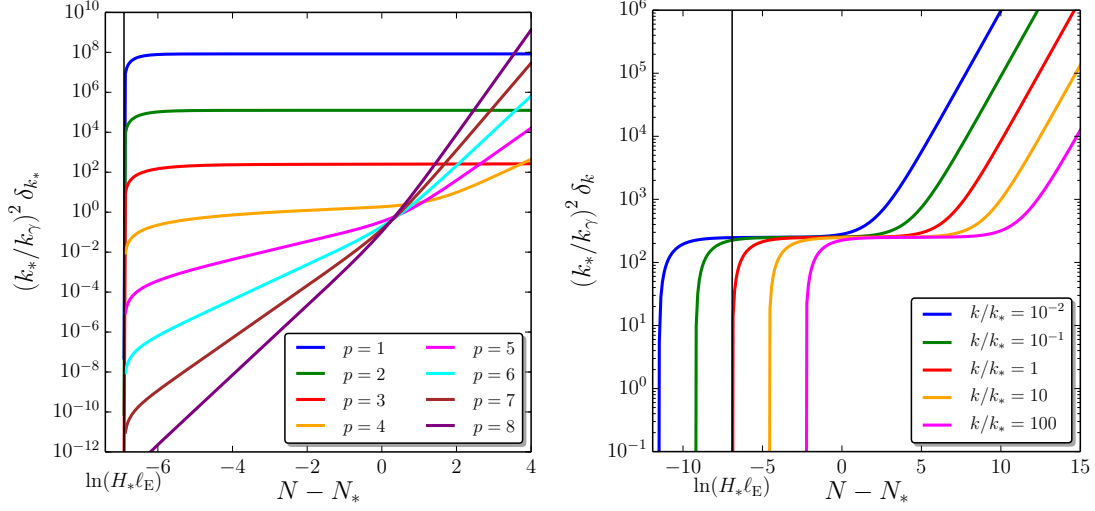 10^10
10^8
10^6
10^4
10^2
10^0
10^−2
10^−4
10^−6
10^−8
10^−10
10^−12
(k_*/k_γ)^2 δ_{k_*}
p = 1
p = 2
p = 3
p = 4
p = 5
p = 6
p = 7
p = 8
−6 −4 −2 0 2 4
ln(H_*ℓ_E)
N − N_*
10^6
10^5
10^4
10^3
10^2
10^1
10^0
10^−1
(k_*/k_γ)^2 δ_k
k/k_* = 10^−2
k/k_* = 10^−1
k/k_* = 1
k/k_* = 10
k/k_* = 100
−10 −5 0 5 10 15
ln(H_*ℓ_E)
N − N_*